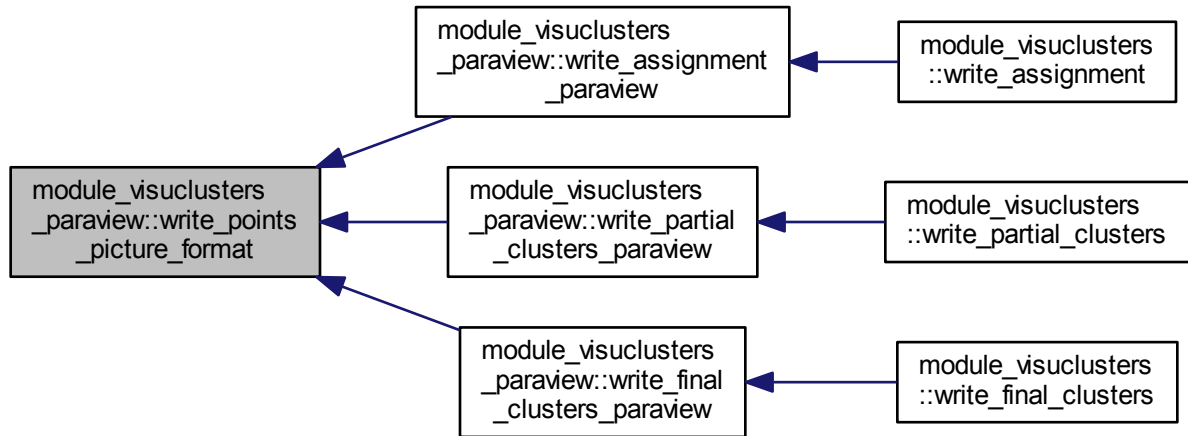 module_visuclusters
_paraview::write_assignment
_paraview
module_visuclusters
::write_assignment
module_visuclusters
_paraview::write_points
_picture_format
module_visuclusters
_paraview::write_partial
_clusters_paraview
module_visuclusters
::write_partial_clusters
module_visuclusters
_paraview::write_final
_clusters_paraview
module_visuclusters
::write_final_clusters